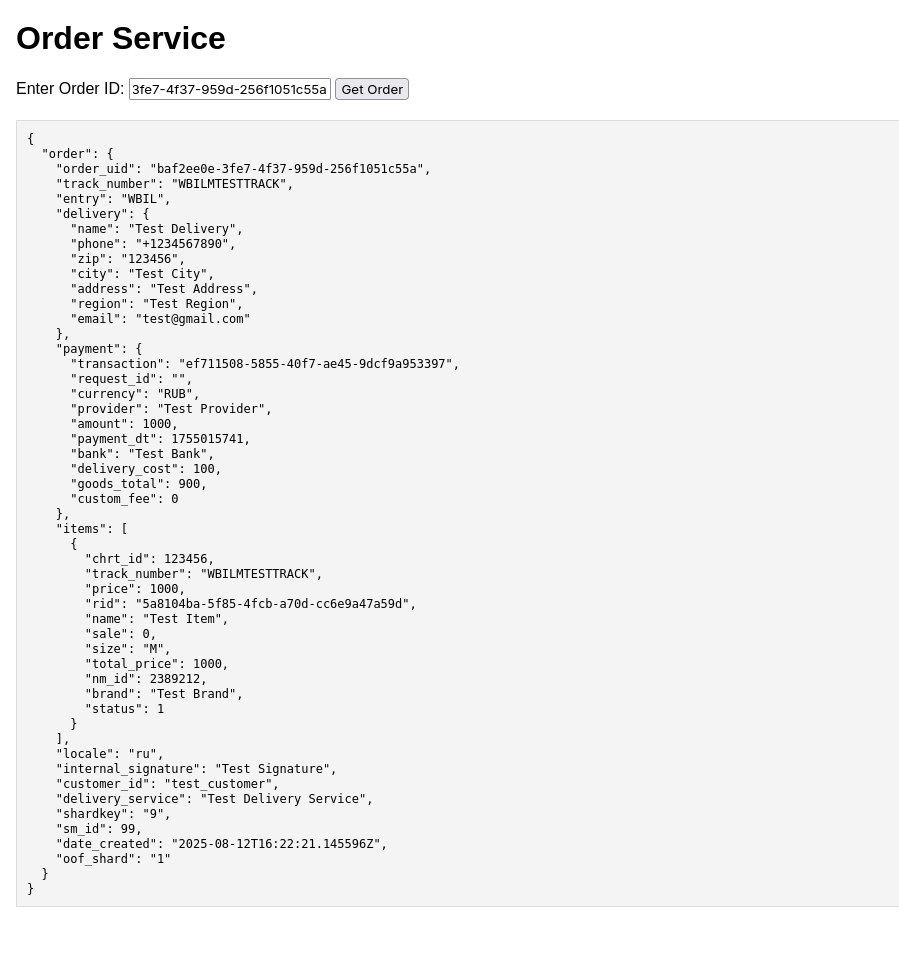 Order Service
Enter Order ID: 3fe7-4f37-959d-256f1051c55a Get Order
{
  "order": {
    "order_uid": "baf2ee0e-3fe7-4f37-959d-256f1051c55a",
    "track_number": "WBILMTESTTRACK",
    "entry": "WBIL",
    "delivery": {
      "name": "Test Delivery",
      "phone": "+1234567890",
      "zip": "123456",
      "city": "Test City",
      "address": "Test Address",
      "region": "Test Region",
      "email": "test@gmail.com"
    },
    "payment": {
      "transaction": "ef711508-5855-40f7-ae45-9dcf9a953397",
      "request_id": "",
      "currency": "RUB",
      "provider": "Test Provider",
      "amount": 1000,
      "payment_dt": 1755015741,
      "bank": "Test Bank",
      "delivery_cost": 100,
      "goods_total": 900,
      "custom_fee": 0
    },
    "items": [
      {
        "chrt_id": 123456,
        "track_number": "WBILMTESTTRACK",
        "price": 1000,
        "rid": "5a8104ba-5f85-4fcb-a70d-cc6e9a47a59d",
        "name": "Test Item",
        "sale": 0,
        "size": "M",
        "total_price": 1000,
        "nm_id": 2389212,
        "brand": "Test Brand",
        "status": 1
      }
    ],
    "locale": "ru",
    "internal_signature": "Test Signature",
    "customer_id": "test_customer",
    "delivery_service": "Test Delivery Service",
    "shardkey": "9",
    "sm_id": 99,
    "date_created": "2025-08-12T16:22:21.145596Z",
    "oof_shard": "1"
  }
}